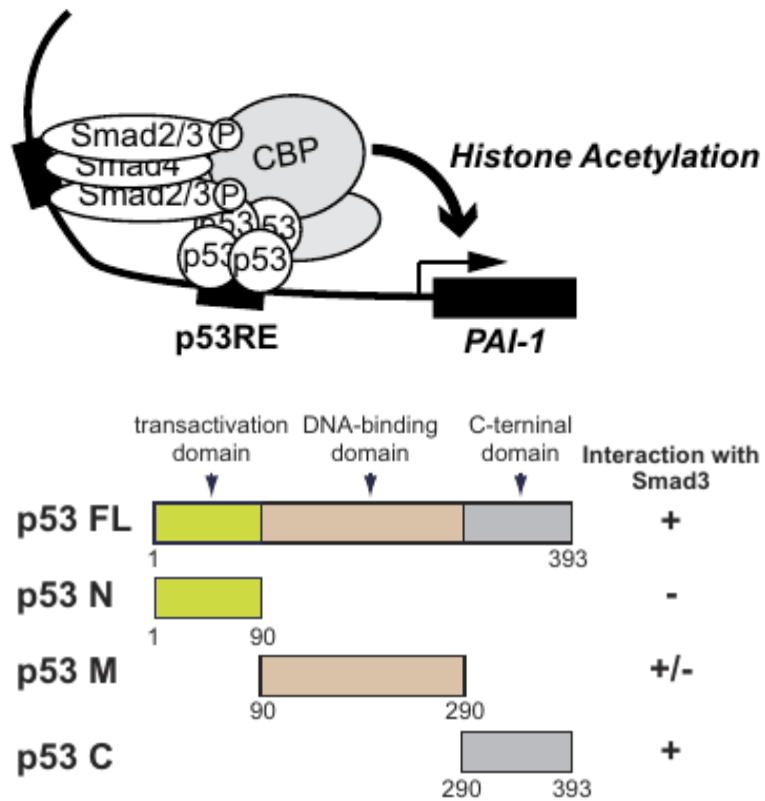 Smad2/3 P
Smad4
Smad2/3 P
CBP
Histone Acetylation
p53 53
p53 p53
p53RE
PAI-1
transactivation domain
DNA-binding domain
C-terninal domain
Interaction with Smad3
p53 FL
+
1
393
p53 N
-
1
90
p53 M
+/-
90
290
p53 C
+
290
393